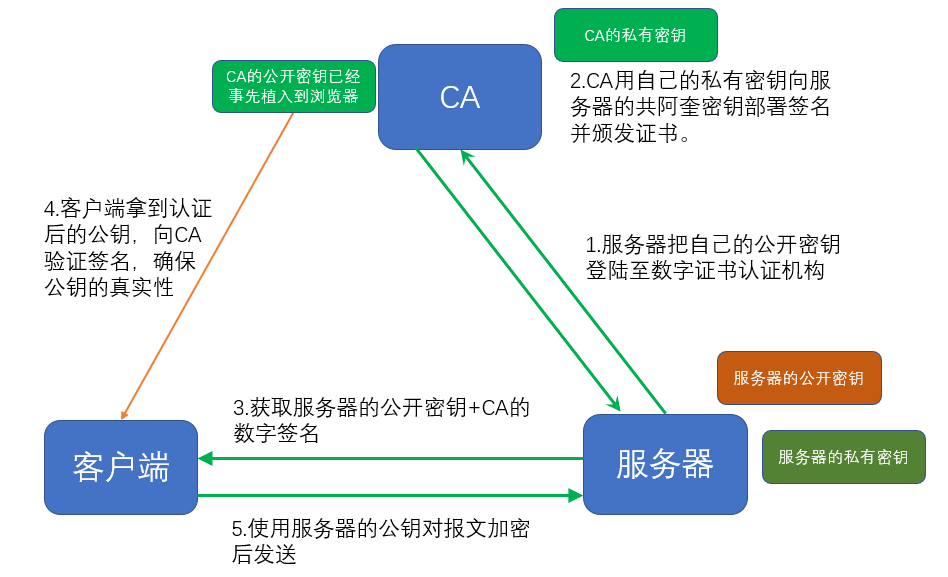 CA的私有密钥
CA的公开密钥已经
事先植入到浏览器
CA
2.CA用自己的私有密钥向服
务器的共阿奎密钥部署签名
并颁发证书。
4.客户端拿到认证
后的公钥，向CA
验证签名，确保
公钥的真实性
1.服务器把自己的公开密钥
登陆至数字证书认证机构
服务器的公开密钥
3.获取服务器的公开密钥+CA的
数字签名
客户端
服务器
服务器的私有密钥
5.使用服务器的公钥对报文加密
后发送